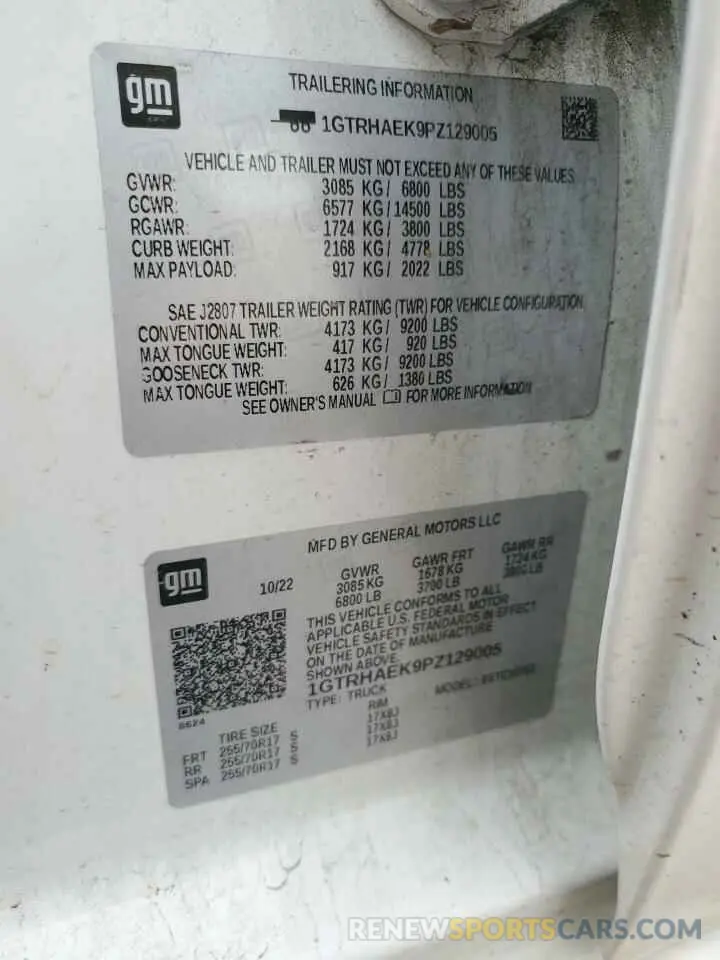 gm
TRAILERING INFORMATION
1GTRHAEK9PZ129005
VEHICLE AND TRAILER MUST NOT EXCEED ANY OF THESE VALUES
GVWR: 3085 KG/ 6800 LBS
GCWR: 6577 KG/14500 LBS
RGAWR: 1724 KG/ 3800 LBS
CURB WEIGHT: 2168 KG/ 4778 LBS
MAX PAYLOAD: 917 KG/ 2022 LBS
SAE J2807 TRAILER WEIGHT RATING (TWR) FOR VEHICLE CONFIGURATION
CONVENTIONAL TWR: 4173 KG/ 9200 LBS
MAX TONGUE WEIGHT: 417 KG/ 920 LBS
GOOSENECK TWR: 4173 KG/ 9200 LBS
MAX TONGUE WEIGHT: 626 KG/ 1380 LBS
SEE OWNER'S MANUAL FOR MORE INFORMATION
gm
MFD BY GENERAL MOTORS LLC
10/22 GVWR GAWR FRT GAWR RR
3085 KG 1678 KG 1724 KG
6800 LB 3700 LB 3800 LB
THIS VEHICLE CONFORMS TO ALL
APPLICABLE U.S. FEDERAL MOTOR
VEHICLE SAFETY STANDARDS IN EFFECT
ON THE DATE OF MANUFACTURE
SHOWN ABOVE.
1GTRHAEK9PZ129005
TYPE: TRUCK MODEL:
8624
TIRE SIZE RIM
FRT 255/70R17 S 17X8J
RR 255/70R17 S 17X8J
SPA 255/70R17 S 17X8J
RENEWSPORTSCARS.COM